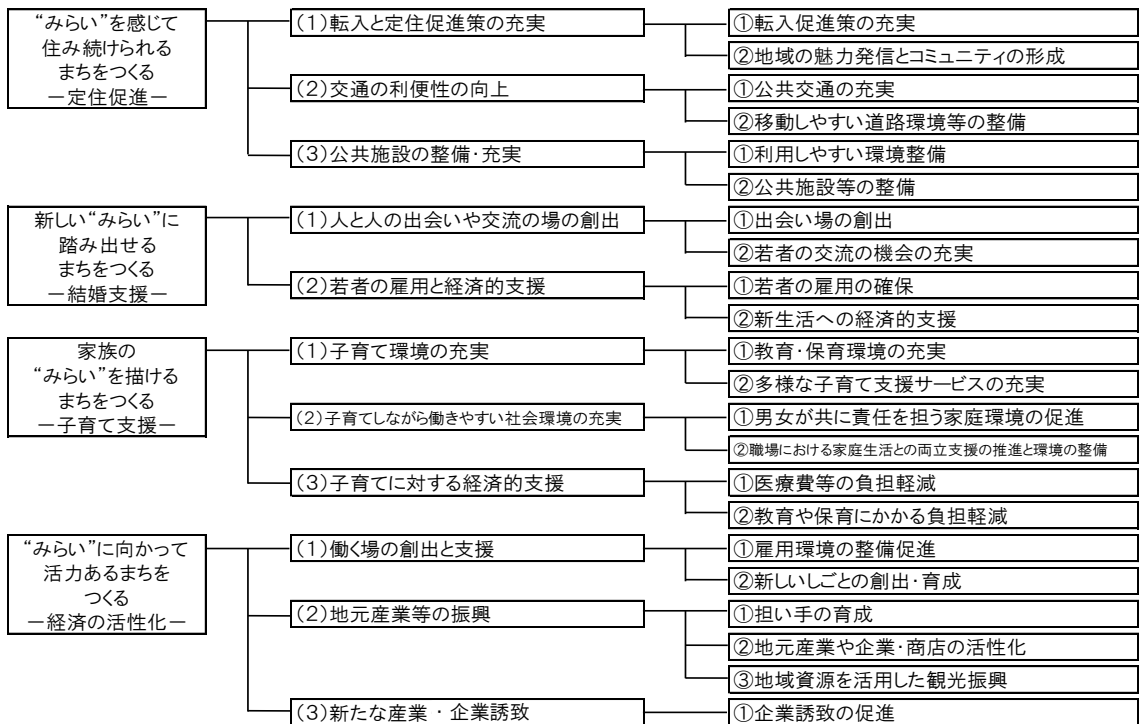 “みらい”を感じて
住み続けられる
まちをつくる
－定住促進－
(1)転入と定住促進策の充実
①転入促進策の充実
②地域の魅力発信とコミュニティの形成
(2)交通の利便性の向上
①公共交通の充実
②移動しやすい道路環境等の整備
(3)公共施設の整備・充実
①利用しやすい環境整備
②公共施設等の整備
新しい“みらい”に
踏み出せる
まちをつくる
－結婚支援－
(1)人と人の出会いや交流の場の創出
①出会い場の創出
②若者の交流の機会の充実
(2)若者の雇用と経済的支援
①若者の雇用の確保
②新生活への経済的支援
家族の
“みらい”を描ける
まちをつくる
－子育て支援－
(1)子育て環境の充実
①教育・保育環境の充実
②多様な子育て支援サービスの充実
(2)子育てしながら働きやすい社会環境の充実
①男女が共に責任を担う家庭環境の促進
②職場における家庭生活との両立支援の推進と環境の整備
(3)子育てに対する経済的支援
①医療費等の負担軽減
②教育や保育にかかる負担軽減
“みらい”に向かって
活力あるまちを
つくる
－経済の活性化－
(1)働く場の創出と支援
①雇用環境の整備促進
②新しいしごとの創出・育成
(2)地元産業等の振興
①担い手の育成
②地元産業や企業・商店の活性化
③地域資源を活用した観光振興
(3)新たな産業 ・ 企業誘致
①企業誘致の促進